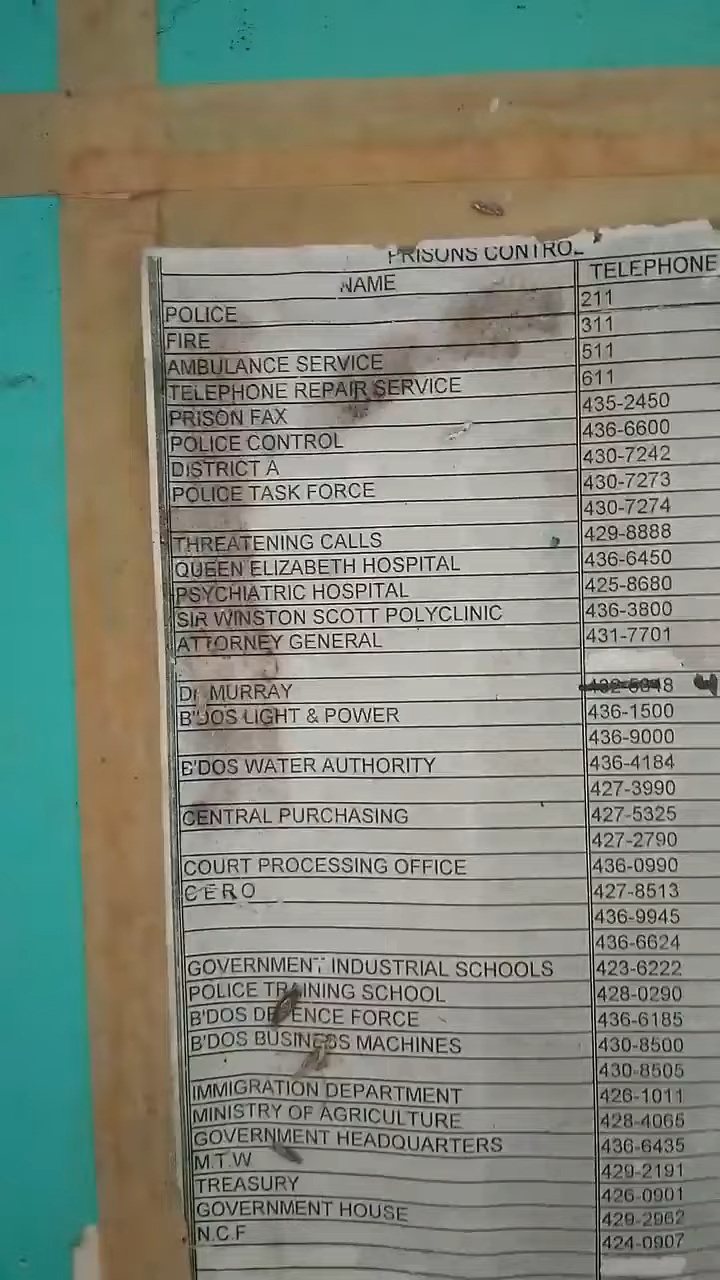 PRISONS CONTROL
NAME TELEPHONE
POLICE 211
FIRE 311
AMBULANCE SERVICE 511
TELEPHONE REPAIR SERVICE 611
PRISON FAX 435-2450
POLICE CONTROL 436-6600
DISTRICT A 430-7242
POLICE TASK FORCE 430-7273
430-7274
THREATENING CALLS 429-8888
QUEEN ELIZABETH HOSPITAL 436-6450
PSYCHIATRIC HOSPITAL 425-8680
SIR WINSTON SCOTT POLYCLINIC 436-3800
ATTORNEY GENERAL 431-7701
Dr MURRAY
B'DOS LIGHT & POWER 436-1500
436-9000
B'DOS WATER AUTHORITY 436-4184
427-3990
CENTRAL PURCHASING 427-5325
427-2790
COURT PROCESSING OFFICE 436-0990
C E R O 427-8513
436-9945
436-6624
GOVERNMENT INDUSTRIAL SCHOOLS 423-6222
POLICE TRAINING SCHOOL 428-0290
B'DOS DEFENCE FORCE 436-6185
B'DOS BUSINESS MACHINES 430-8500
430-8505
IMMIGRATION DEPARTMENT 426-1011
MINISTRY OF AGRICULTURE 428-4065
GOVERNMENT HEADQUARTERS 436-6435
M.T.W 429-2191
TREASURY 426-0901
GOVERNMENT HOUSE 429-2962
N.C.F 424-0907